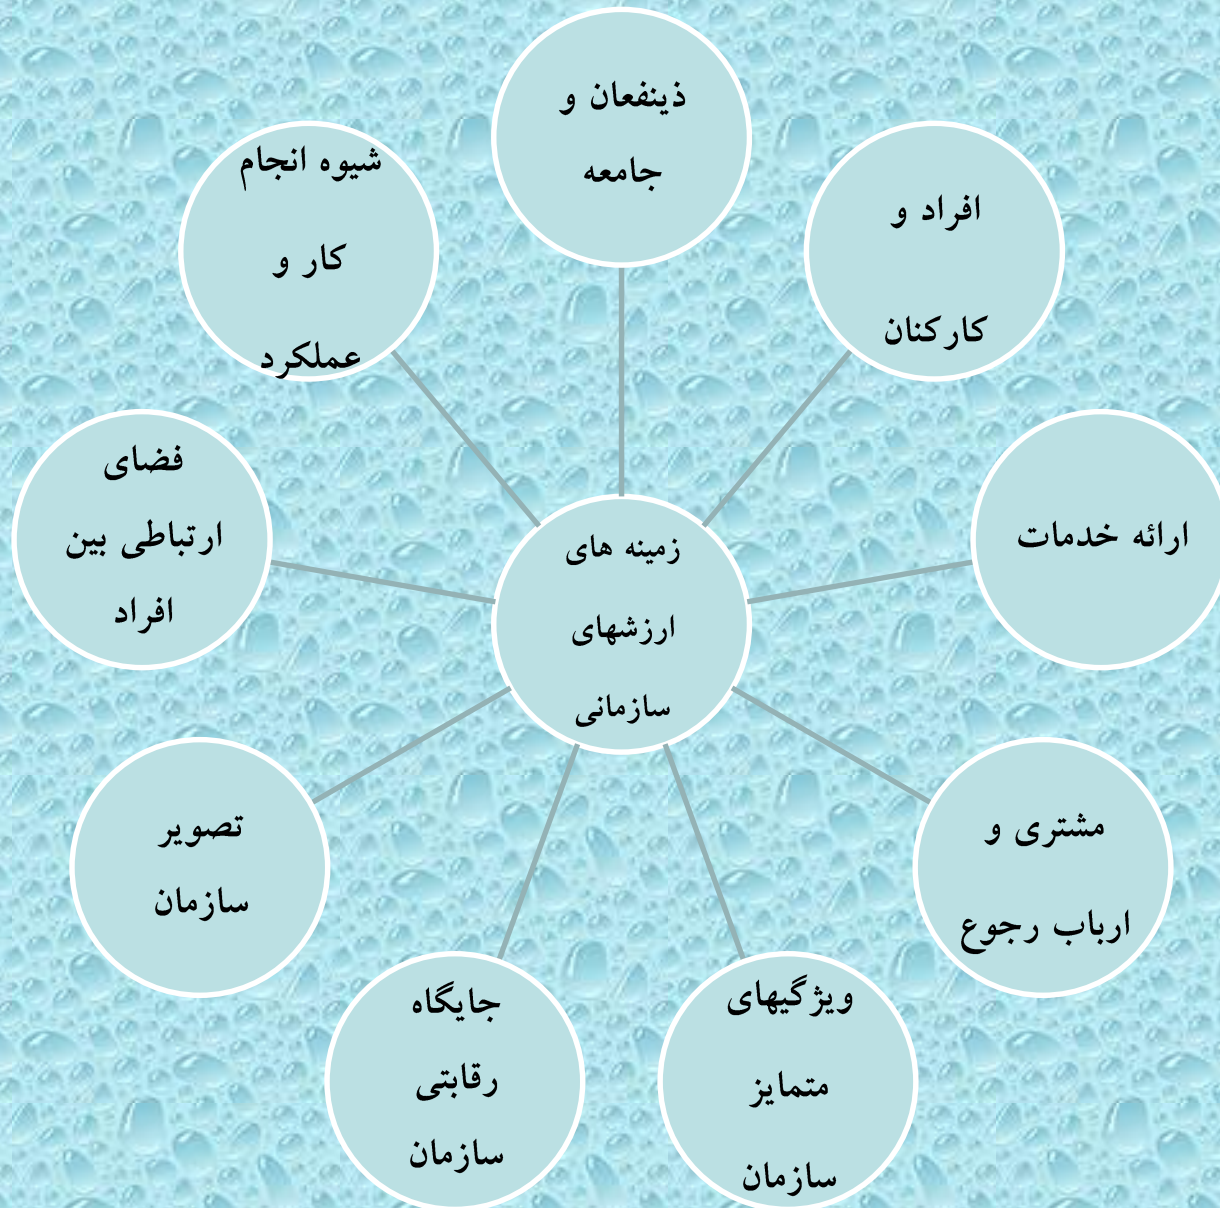 ذینفعان و
جامعه
افراد و
کارکنان
ارائه خدمات
مشتری و
ارباب رجوع
ویژگیهای
متمایز
سازمان
جایگاه
رقابتی
سازمان
تصویر
سازمان
فضای
ارتباطی بین
افراد
شیوه انجام
کار و
عملکرد
زمینه های
ارزشهای
سازمانی